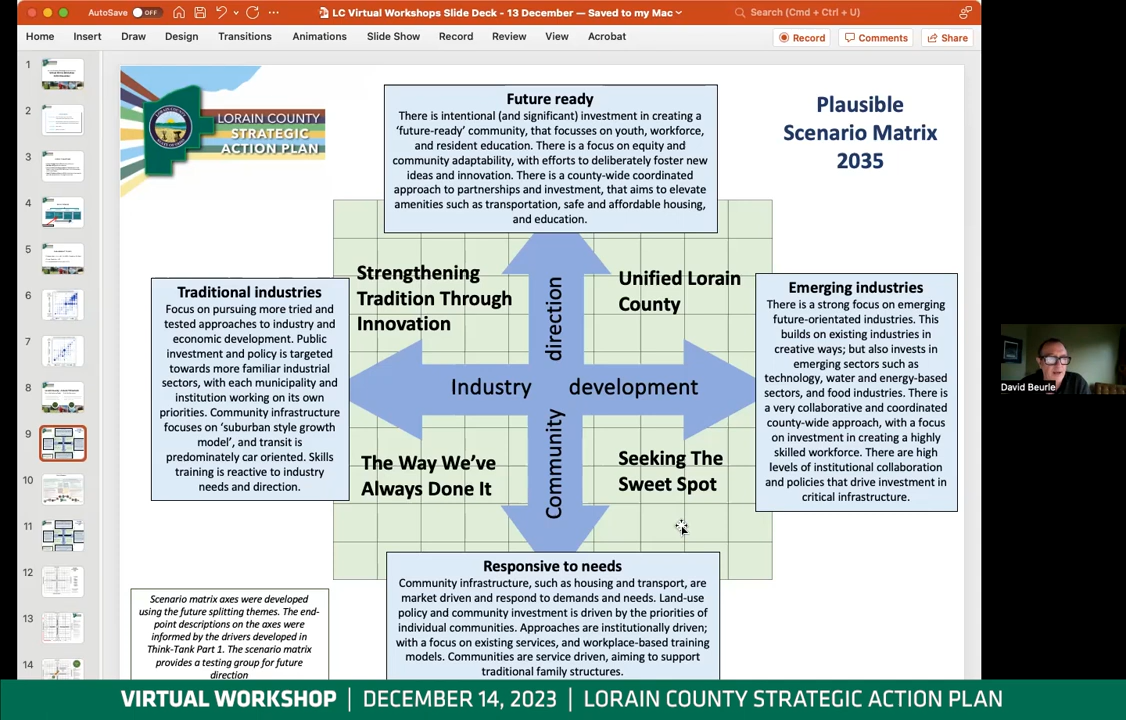 AutoSave OFF
LC Virtual Workshops Slide Deck - 13 December — Saved to my Mac
Search (Cmd + Ctrl + U)
Home Insert Draw Design Transitions Animations Slide Show Record Review View Acrobat
Record Comments Share
1
2
3
4
5
6
7
8
9
10
11
12
13
14
LORAIN COUNTY
STRATEGIC
ACTION PLAN
Plausible
Scenario Matrix
2035
Future ready
There is intentional (and significant) investment in creating a
‘future-ready’ community, that focusses on youth, workforce,
and resident education. There is a focus on equity and
community adaptability, with efforts to deliberately foster new
ideas and innovation. There is a county-wide coordinated
approach to partnerships and investment, that aims to elevate
amenities such as transportation, safe and affordable housing,
and education.
Strengthening
Tradition Through
Innovation
Unified Lorain
County
Traditional industries
Focus on pursuing more tried and
tested approaches to industry and
economic development. Public
investment and policy is targeted
towards more familiar industrial
sectors, with each municipality and
institution working on its own
priorities. Community infrastructure
focuses on ‘suburban style growth
model’, and transit is
predominately car oriented. Skills
training is reactive to industry
needs and direction.
Industry development
Community direction
Emerging industries
There is a strong focus on emerging
future-orientated industries. This
builds on existing industries in
creative ways; but also invests in
emerging sectors such as
technology, water and energy-based
sectors, and food industries. There is
a very collaborative and coordinated
county-wide approach, with a focus
on investment in creating a highly
skilled workforce. There are high
levels of institutional collaboration
and policies that drive investment in
critical infrastructure.
The Way We’ve
Always Done It
Seeking The
Sweet Spot
Responsive to needs
Community infrastructure, such as housing and transport, are
market driven and respond to demands and needs. Land-use
policy and community investment is driven by the priorities of
individual communities. Approaches are institutionally driven;
with a focus on existing services, and workplace-based training
models. Communities are service driven, aiming to support
traditional family structures.
Scenario matrix axes were developed
using the future splitting themes. The end-
point descriptions on the axes were
informed by the drivers developed in
Think-Tank Part 1. The scenario matrix
provides a testing group for future
direction
David Beurle
VIRTUAL WORKSHOP | DECEMBER 14, 2023 | LORAIN COUNTY STRATEGIC ACTION PLAN